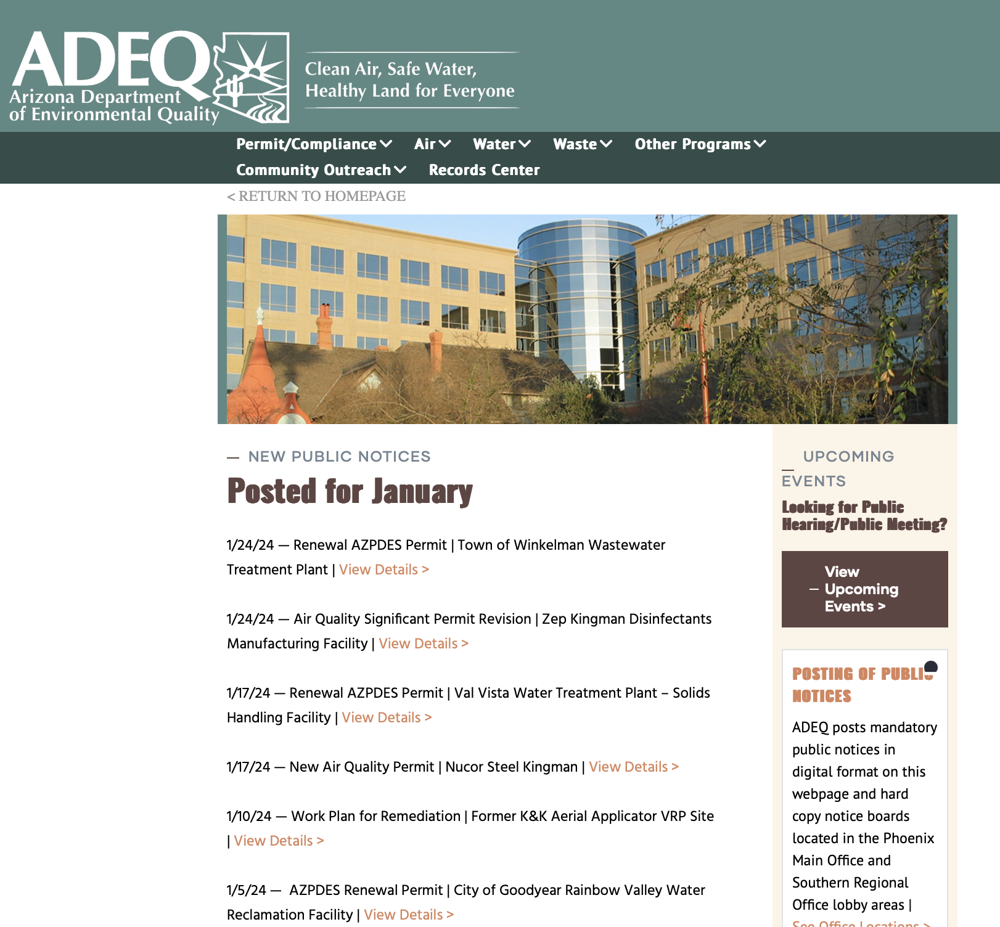 ADEQ
Arizona Department
of Environmental Quality
Clean Air, Safe Water,
Healthy Land for Everyone
Permit/Compliance Air Water Waste Other Programs
Community Outreach Records Center
< RETURN TO HOMEPAGE
NEW PUBLIC NOTICES
Posted for January
1/24/24 — Renewal AZPDES Permit | Town of Winkelman Wastewater
Treatment Plant | View Details >
1/24/24 — Air Quality Significant Permit Revision | Zep Kingman Disinfectants
Manufacturing Facility | View Details >
1/17/24 — Renewal AZPDES Permit | Val Vista Water Treatment Plant – Solids
Handling Facility | View Details >
1/17/24 — New Air Quality Permit | Nucor Steel Kingman | View Details >
1/10/24 — Work Plan for Remediation | Former K&K Aerial Applicator VRP Site
| View Details >
1/5/24 — AZPDES Renewal Permit | City of Goodyear Rainbow Valley Water
Reclamation Facility | View Details >
UPCOMING
EVENTS
Looking for Public
Hearing/Public Meeting?
View
Upcoming
Events >
POSTING OF PUBLIC
NOTICES
ADEQ posts mandatory
public notices in
digital format on this
webpage and hard
copy notice boards
located in the Phoenix
Main Office and
Southern Regional
Office lobby areas |
See Office Locations >